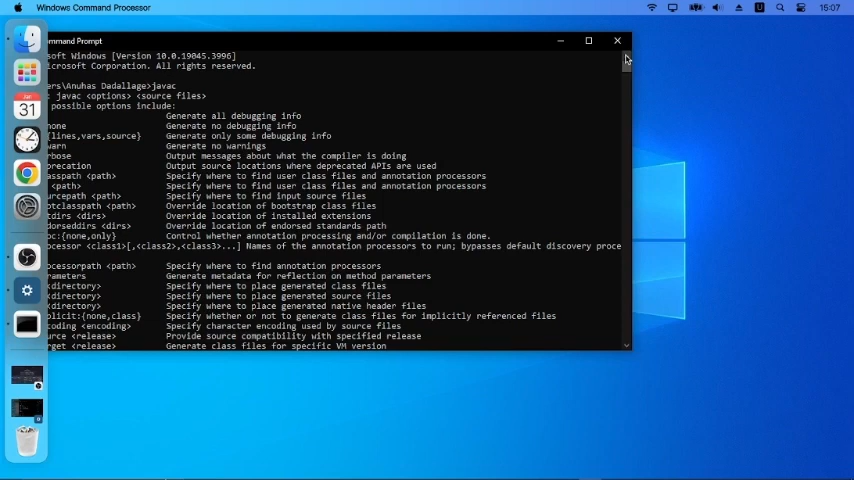 Windows Command Processor
15:07
ommand Prompt
osoft Windows [Version 10.0.19045.3996]
icrosoft Corporation. All rights reserved.
ers\Anuhas Dadallage>javac
: javac <options> <source files>
possible options include:
Generate all debugging info
none Generate no debugging info
{lines,vars,source} Generate only some debugging info
warn Generate no warnings
rbose Output messages about what the compiler is doing
precation Output source locations where deprecated APIs are used
asspath <path> Specify where to find user class files and annotation processors
<path> Specify where to find user class files and annotation processors
urcepath <path> Specify where to find input source files
otclasspath <path> Override location of bootstrap class files
tdirs <dirs> Override location of installed extensions
dorseddirs <dirs> Override location of endorsed standards path
oc:{none,only} Control whether annotation processing and/or compilation is done.
ocessor <class1>[,<class2>,<class3>...] Names of the annotation processors to run; bypasses default discovery proce
ocessorpath <path> Specify where to find annotation processors
rameters Generate metadata for reflection on method parameters
<directory> Specify where to place generated class files
<directory> Specify where to place generated source files
<directory> Specify where to place generated native header files
plicit:{none,class} Specify whether or not to generate class files for implicitly referenced files
coding <encoding> Specify character encoding used by source files
urce <release> Provide source compatibility with specified release
rget <release> Generate class files for specific VM version
31